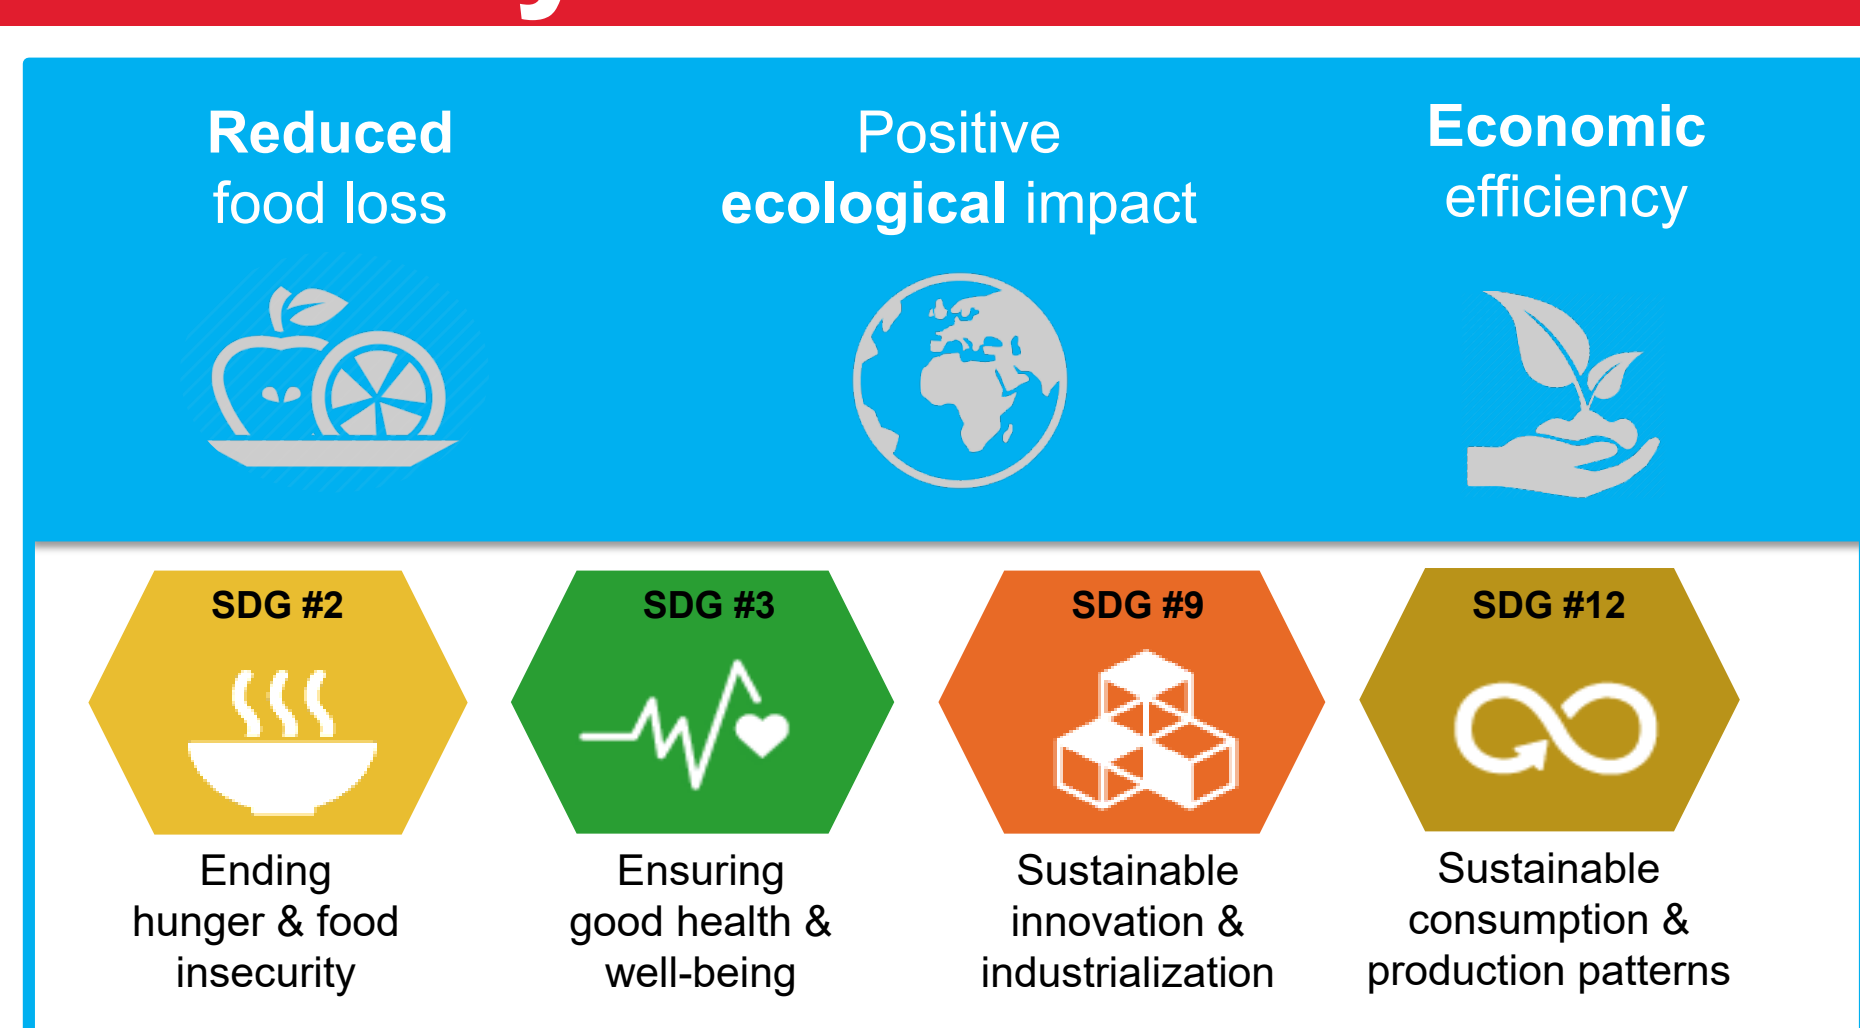 Reduced
food loss
Positive
ecological impact
Economic
efficiency
SDG #2
Ending
hunger & food
insecurity
SDG #3
Ensuring
good health &
well-being
SDG #9
Sustainable
innovation &
industrialization
SDG #12
Sustainable
consumption &
production patterns